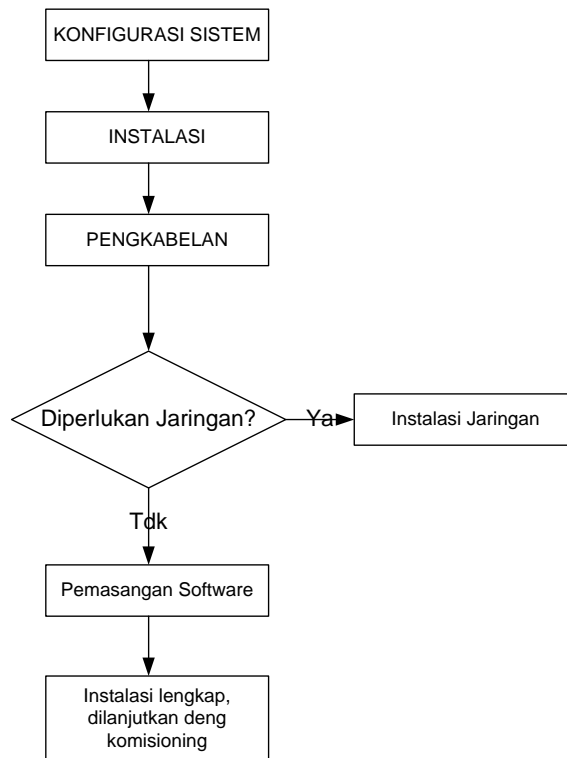 KONFIGURASI SISTEM
INSTALASI
PENGKABELAN
Diperlukan Jaringan?
Ya
Instalasi Jaringan
Tdk
Pemasangan Software
Instalasi lengkap,
dilanjutkan deng
komisioning